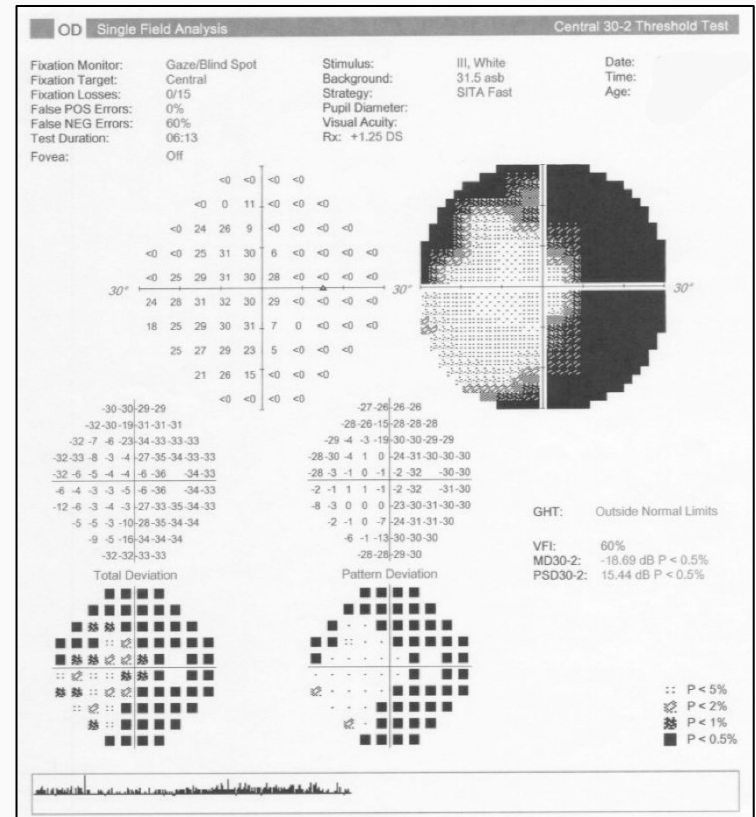 OD Single Field Analysis Central 30-2 Threshold Test
Fixation Monitor: Gaze/Blind Spot Stimulus: III, White Date:
Fixation Target: Central Background: 31.5 asb Time:
Fixation Losses: 0/15 Strategy: SITA Fast Age:
False POS Errors: 0% Pupil Diameter:
False NEG Errors: 60% Visual Acuity:
Test Duration: 06:13 Rx: +1.25 DS
Fovea: Off
<0 <0 <0 <0
<0 0 11 <0 <0 <0
<0 24 26 9 <0 <0 <0 <0
<0 <0 25 31 30 6 <0 <0 <0 <0
<0 25 29 31 30 28 <0 <0 <0 <0
30° 30° 30°
24 28 31 32 30 29 <0 <0 <0 <0
18 25 29 30 31 7 0 <0 <0 <0
25 27 29 23 5 <0 <0 <0
21 26 15 <0 <0 <0
<0 <0 <0 <0
-30 -30 -29 -29
-32 -30 -19 -31 -31 -31
-32 -7 -6 -23 -34 -33 -33 -33
-32 -33 -8 -3 -4 -27 -35 -34 -33 -33
-32 -6 -5 -4 -4 -6 -36 -34 -33
-6 -4 -3 -3 -5 -6 -36 -34 -33
-12 -6 -3 -4 -3 -27 -33 -35 -34 -33
-5 -5 -3 -10 -28 -35 -34 -34
-9 -5 -16 -34 -34 -34
-32 -32 -33 -33
Total Deviation
-27 -26 -26 -26
-28 -26 -15 -28 -28 -28
-29 -4 -3 -19 -30 -30 -29 -29
-28 -30 -4 1 0 -24 -31 -30 -30 -30
-28 -3 -1 0 -1 -2 -32 -30 -30
-2 -1 1 1 -1 -2 -32 -31 -30
-8 -3 0 0 0 -23 -30 -31 -30 -30
-2 -1 0 -7 -24 -31 -31 -30
-6 -1 -13 -30 -30 -30
-28 -28 -29 -30
Pattern Deviation
GHT: Outside Normal Limits
VFI: 60%
MD30-2: -18.69 dB P < 0.5%
PSD30-2: 15.44 dB P < 0.5%
P < 5%
P < 2%
P < 1%
P < 0.5%